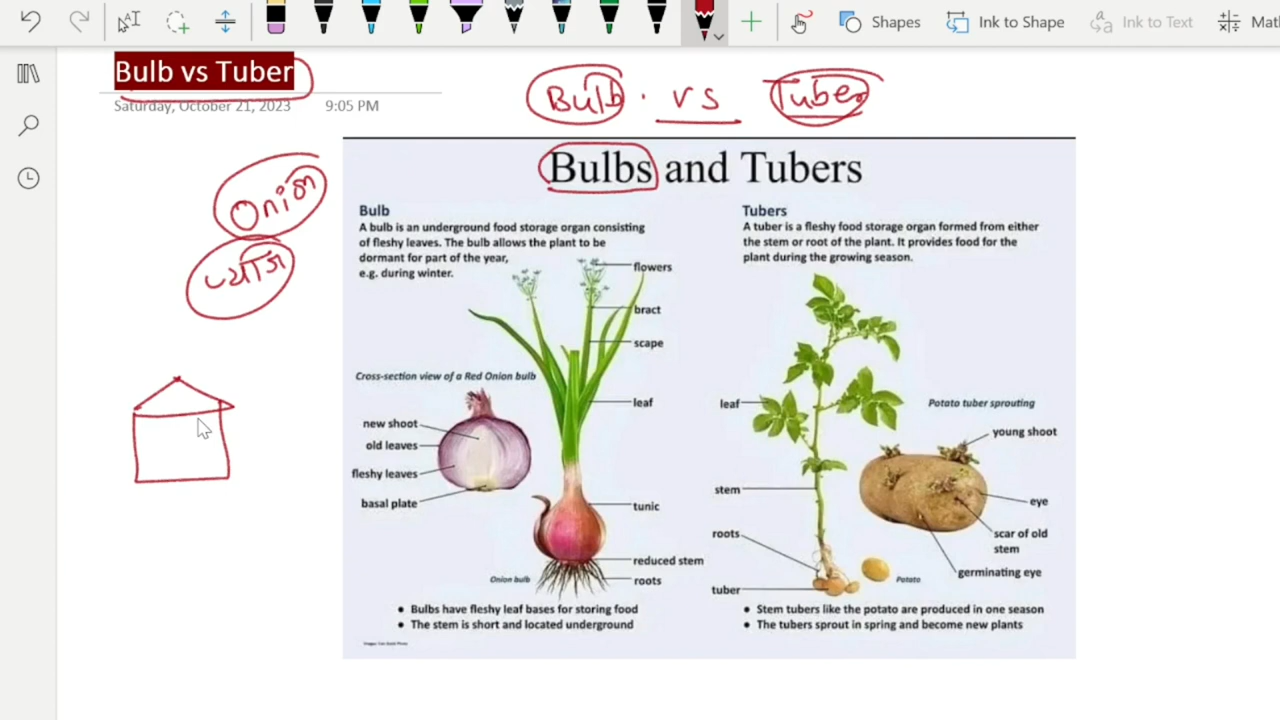 Shapes
Ink to Shape
Ink to Text
Math
Bulb vs Tuber
Saturday, October 21, 2023 9:05 PM
Bulb vs Tuber
Onion
प्याज
Bulbs and Tubers
Bulb
A bulb is an underground food storage organ consisting
of fleshy leaves. The bulb allows the plant to be
dormant for part of the year,
e.g. during winter.
flowers
bract
scape
Cross-section view of a Red Onion bulb
leaf
new shoot
old leaves
fleshy leaves
basal plate
tunic
reduced stem
Onion bulb
roots
• Bulbs have fleshy leaf bases for storing food
• The stem is short and located underground
Tubers
A tuber is a fleshy food storage organ formed from either
the stem or root of the plant. It provides food for the
plant during the growing season.
leaf
Potato tuber sprouting
young shoot
stem
eye
roots
scar of old
stem
germinating eye
Potato
tuber
• Stem tubers like the potato are produced in one season
• The tubers sprout in spring and become new plants